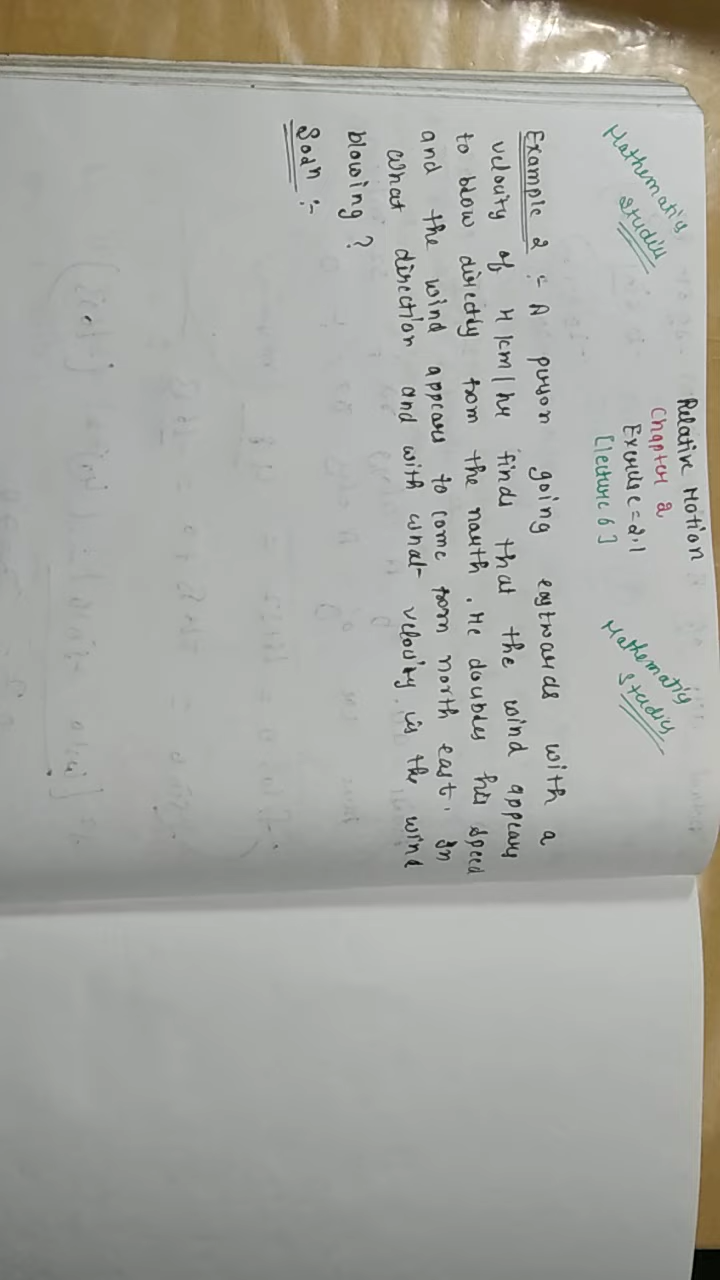 Relative Motion
Chapter 2
Exercise = 2.1
[lecture 6]
Mathematics
studies
Mathematics
studies
Example 2 :- A person going eastwards with a
velocity of 4 km/hr finds that the wind appears
to blow directly from the north. He doubles his speed
and the wind appears to come from north east. In
what direction and with what velocity is the wind
blowing ?
Sol^n :-